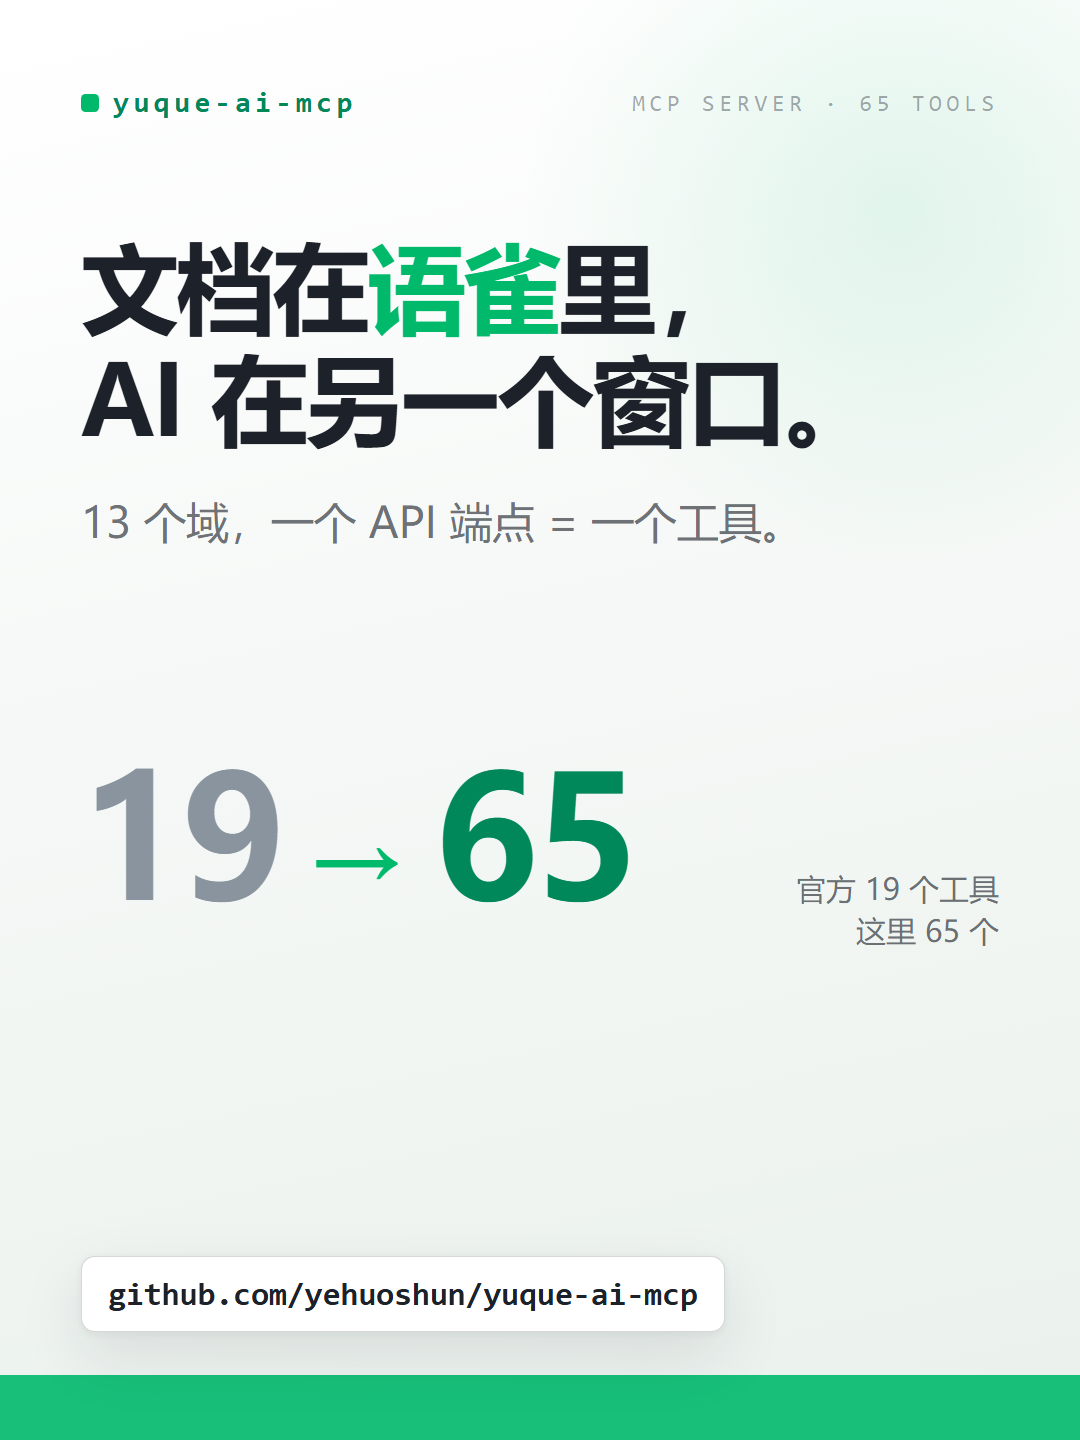 yuque-ai-mcp
MCP SERVER · 65 TOOLS
文档在语雀里，
AI 在另一个窗口。
13 个域，一个 API 端点 = 一个工具。
19 → 65
官方 19 个工具
这里 65 个
github.com/yehuoshun/yuque-ai-mcp